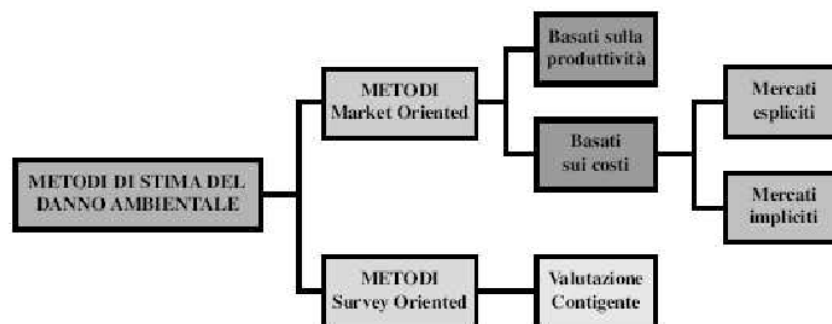 METODI DI STIMA DEL
DANNO AMBIENTALE
METODI
Market Oriented
Basati sulla
produttività
Basati
sui costi
Mercati
espliciti
Mercati
impliciti
METODI
Survey Oriented
Valutazione
Contigente